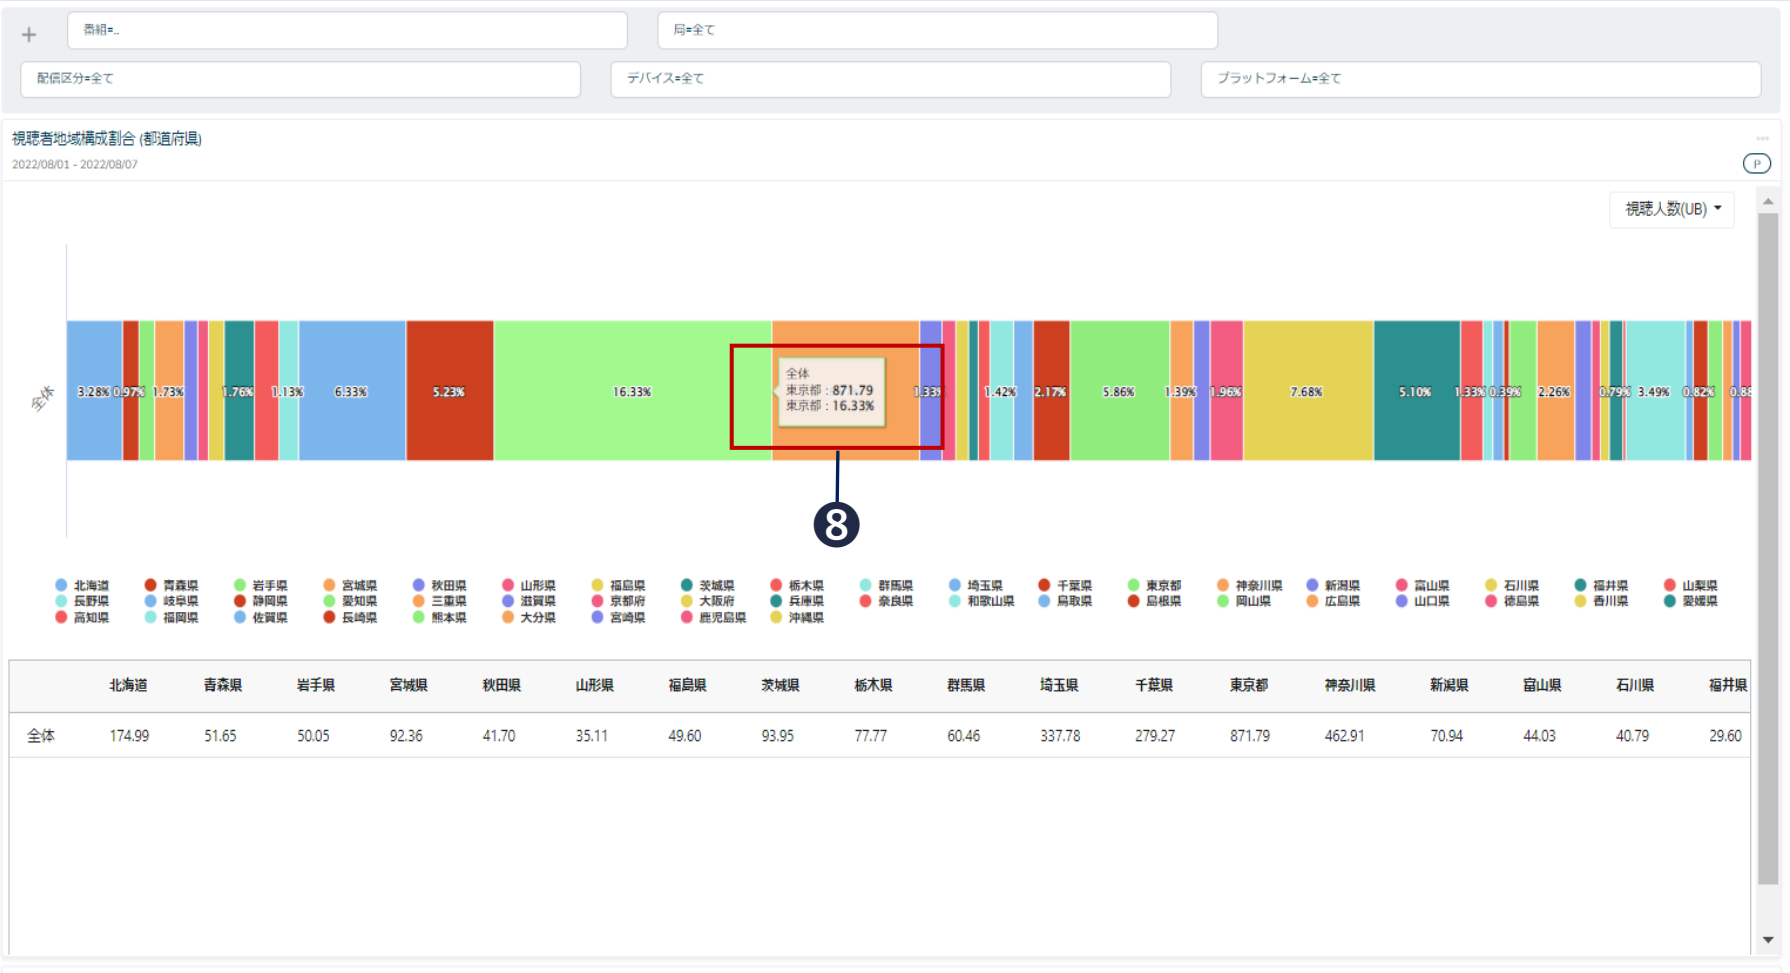 番組=..
局=全て
配信区分=全て
デバイス=全て
プラットフォーム=全て
視聴者地域構成割合 (都道府県)
2022/08/01 - 2022/08/07
P
視聴人数(UB)
全体
3.28% 0.97% 1.73% 1.76% 1.13% 6.33% 5.23% 16.33% 1.33% 1.42% 2.17% 5.86% 1.39% 1.96% 7.68% 5.10% 1.33% 0.39% 2.26% 0.79% 3.49% 0.82% 0.88
全体
東京都 : 871.79
東京都 : 16.33%
8
北海道 青森県 岩手県 宮城県 秋田県 山形県 福島県 茨城県 栃木県 群馬県 埼玉県 千葉県 東京都 神奈川県 新潟県 富山県 石川県 福井県 山梨県
長野県 岐阜県 静岡県 愛知県 三重県 滋賀県 京都府 大阪府 兵庫県 奈良県 和歌山県 鳥取県 島根県 岡山県 広島県 山口県 徳島県 香川県 愛媛県
高知県 福岡県 佐賀県 長崎県 熊本県 大分県 宮崎県 鹿児島県 沖縄県
北海道 青森県 岩手県 宮城県 秋田県 山形県 福島県 茨城県 栃木県 群馬県 埼玉県 千葉県 東京都 神奈川県 新潟県 富山県 石川県 福井県
全体 174.99 51.65 50.05 92.36 41.70 35.11 49.60 93.95 77.77 60.46 337.78 279.27 871.79 462.91 70.94 44.03 40.79 29.60